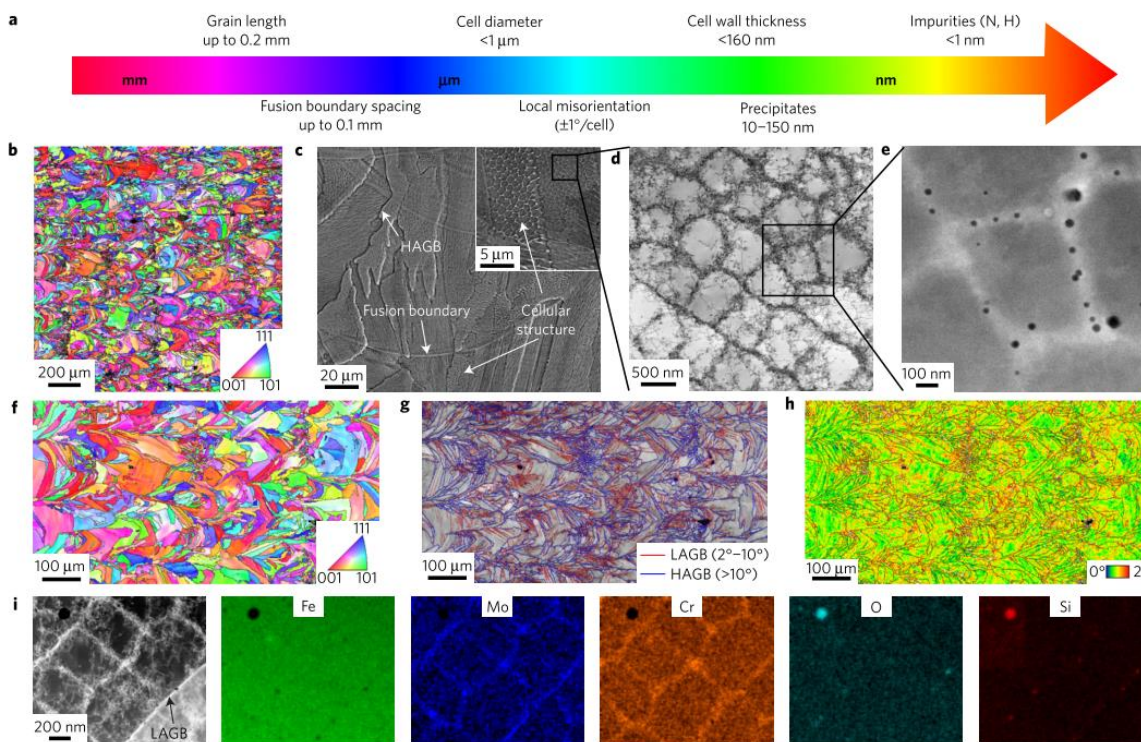 a
Grain length
up to 0.2 mm
Cell diameter
<1 µm
Cell wall thickness
<160 nm
Impurities (N, H)
<1 nm
mm
µm
nm
Fusion boundary spacing
up to 0.1 mm
Local misorientation
(±1°/cell)
Precipitates
10–150 nm
b
200 µm
111
001 101
c
HAGB
5 µm
Fusion boundary
Cellular
structure
20 µm
d
500 nm
e
100 nm
f
100 µm
111
001 101
g
100 µm
LAGB (2°–10°)
HAGB (>10°)
h
100 µm
0° 2
i
200 nm
LAGB
Fe
Mo
Cr
O
Si